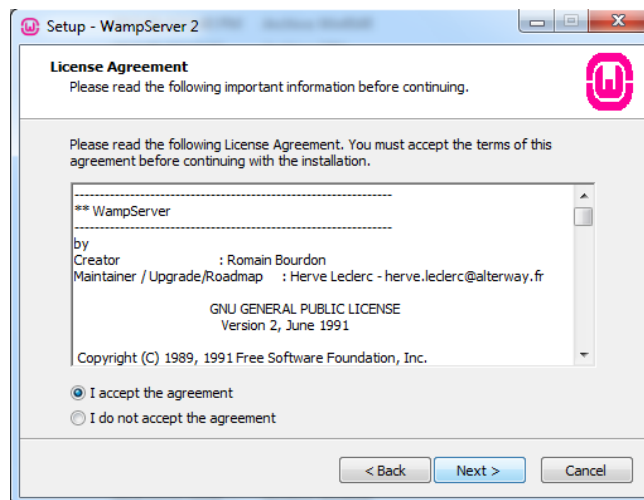 Setup - WampServer 2
License Agreement
Please read the following important information before continuing.
Please read the following License Agreement. You must accept the terms of this
agreement before continuing with the installation.
----------------------------------------------------------------
** WampServer
----------------------------------------------------------------
by
Creator : Romain Bourdon
Maintainer / Upgrade/Roadmap : Herve Leclerc - herve.leclerc@alterway.fr
GNU GENERAL PUBLIC LICENSE
Version 2, June 1991
Copyright (C) 1989, 1991 Free Software Foundation, Inc.
I accept the agreement
I do not accept the agreement
< Back Next > Cancel